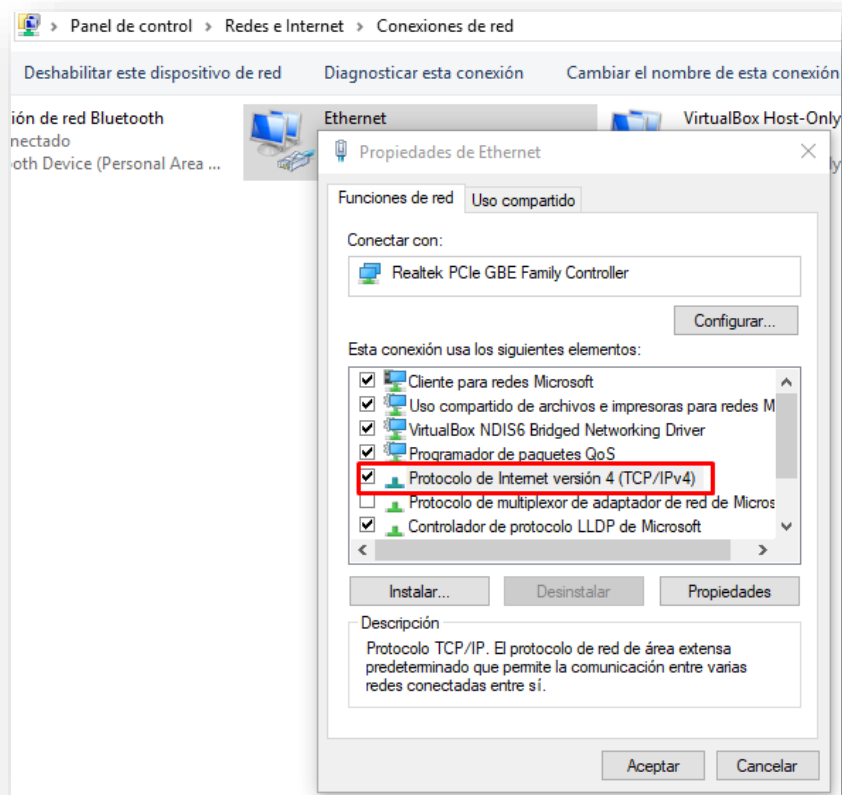 Panel de control > Redes e Internet > Conexiones de red
Deshabilitar este dispositivo de red Diagnosticar esta conexión Cambiar el nombre de esta conexión
ión de red Bluetooth
nectado
oth Device (Personal Area ...
Ethernet
VirtualBox Host-Only
ly
Propiedades de Ethernet
Funciones de red Uso compartido
Conectar con:
Realtek PCIe GBE Family Controller
Configurar...
Esta conexión usa los siguientes elementos:
Cliente para redes Microsoft
Uso compartido de archivos e impresoras para redes M
VirtualBox NDIS6 Bridged Networking Driver
Programador de paquetes QoS
Protocolo de Internet versión 4 (TCP/IPv4)
Protocolo de multiplexor de adaptador de red de Micros
Controlador de protocolo LLDP de Microsoft
Instalar... Desinstalar Propiedades
Descripción
Protocolo TCP/IP. El protocolo de red de área extensa
predeterminado que permite la comunicación entre varias
redes conectadas entre sí.
Aceptar Cancelar